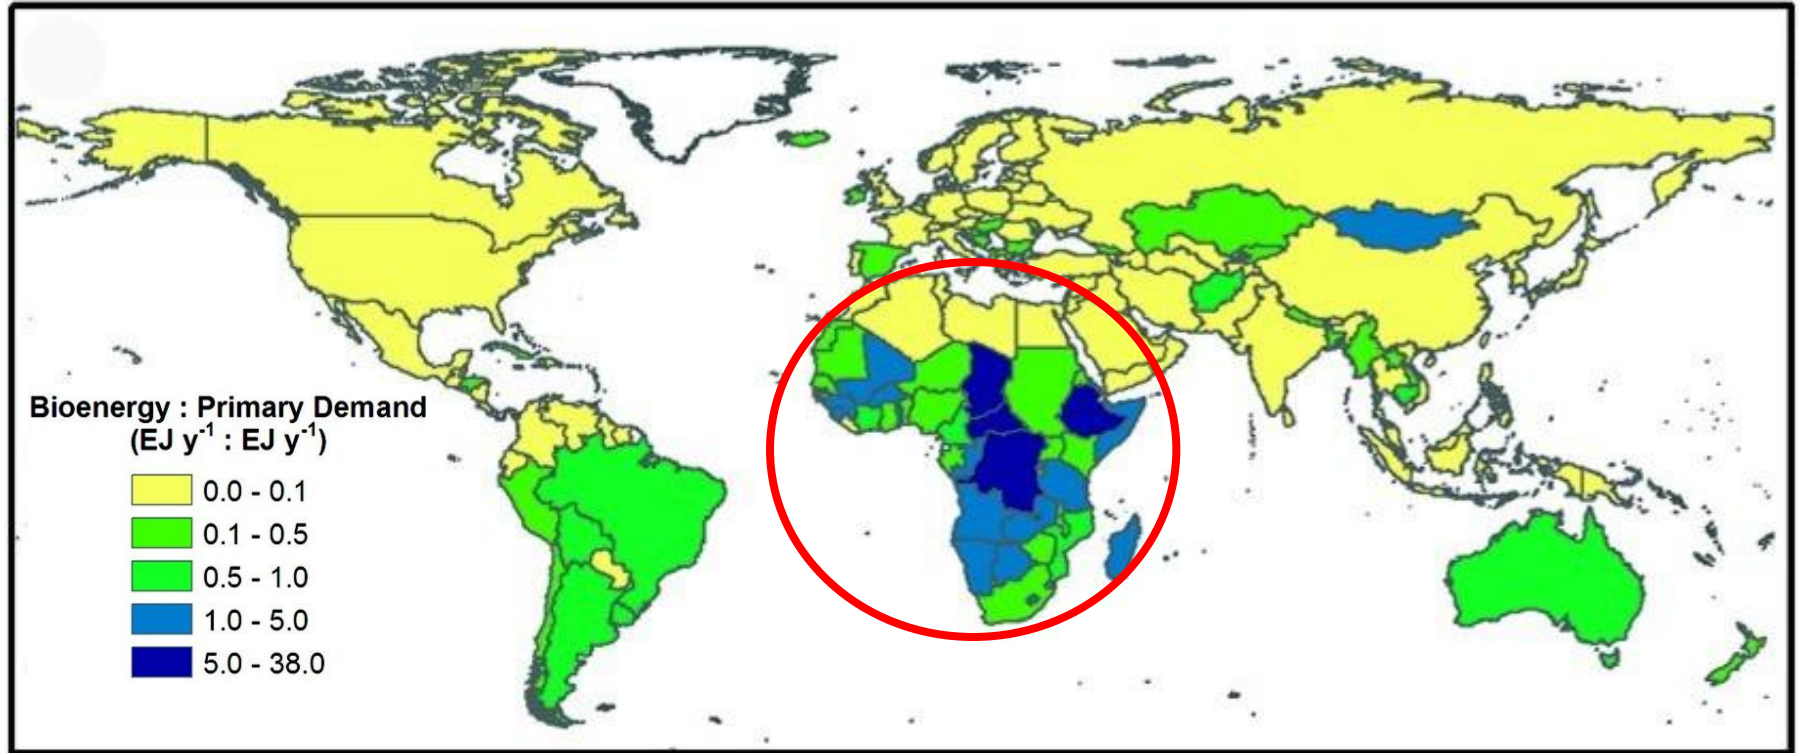 Bioenergy : Primary Demand
(EJ y⁻¹ : EJ y⁻¹)
0.0 - 0.1
0.1 - 0.5
0.5 - 1.0
1.0 - 5.0
5.0 - 38.0